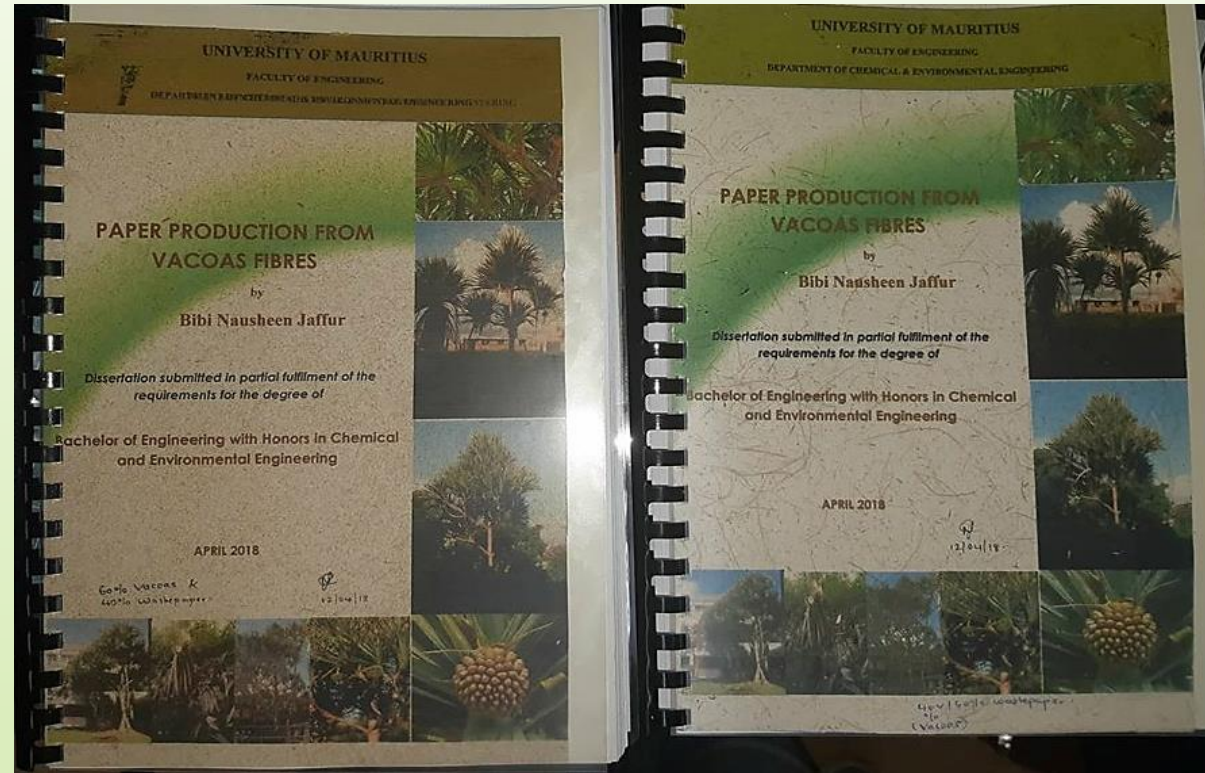 UNIVERSITY OF MAURITIUS
FACULTY OF ENGINEERING
PAPER PRODUCTION FROM
VACOAS FIBRES
by
Bibi Nausheen Jaffur
Dissertation submitted in partial fulfilment of the
requirements for the degree of
Bachelor of Engineering with Honors in Chemical
and Environmental Engineering
APRIL 2018
60% Vacoas &
40% Wastepaper
12/04/18
UNIVERSITY OF MAURITIUS
FACULTY OF ENGINEERING
DEPARTMENT OF CHEMICAL & ENVIRONMENTAL ENGINEERING
PAPER PRODUCTION FROM
VACOAS FIBRES
by
Bibi Nausheen Jaffur
Dissertation submitted in partial fulfilment of the
requirements for the degree of
Bachelor of Engineering with Honors in Chemical
and Environmental Engineering
APRIL 2018
12/04/18
wastepaper
%
(Vacoas)